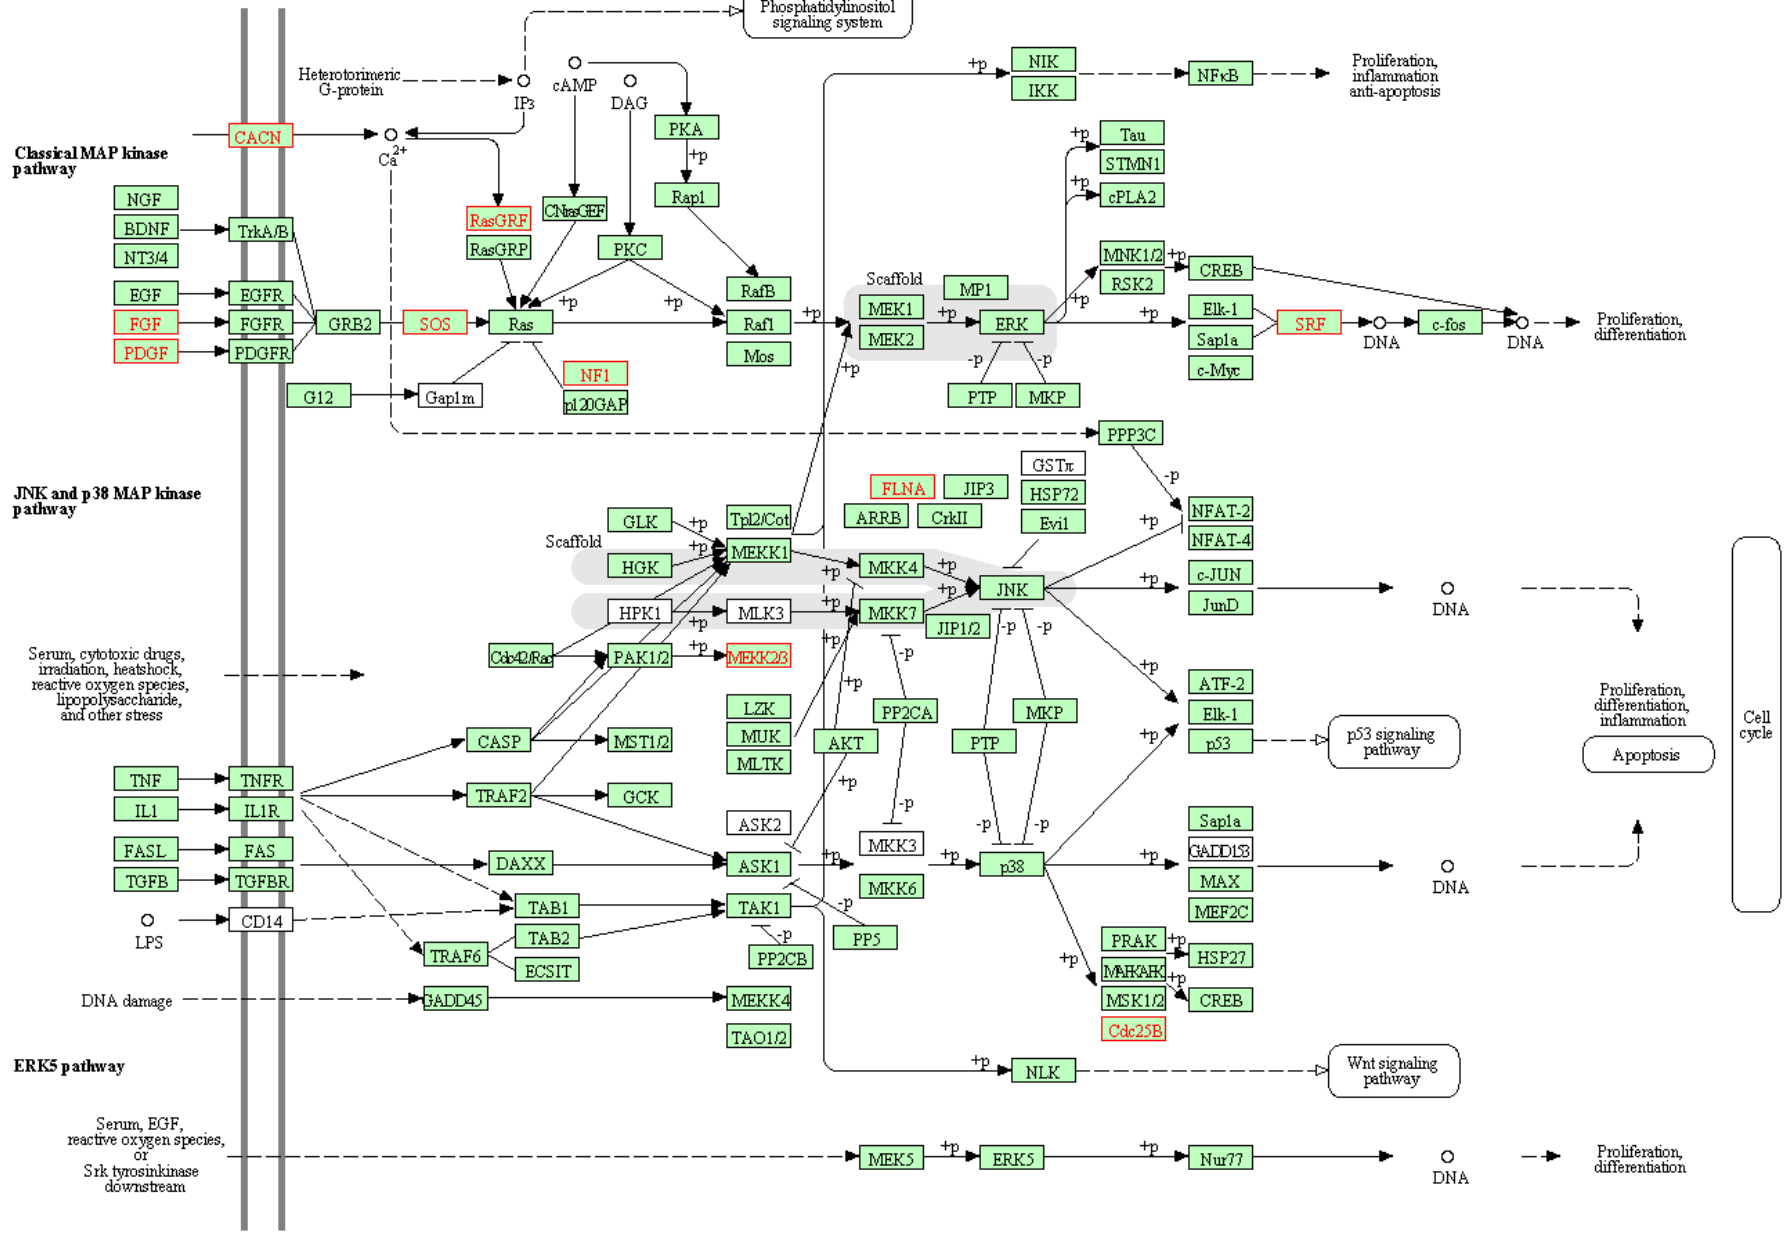 Phosphatidylinositol
signaling system
Heterotorimeric
G-protein
IP3
cAMP
DAG
+p
NIK
IKK
NFκB
Proliferation,
inflammation
anti-apoptosis
CACN
Ca2+
PKA
+p
Rap1
+p
Tau
STMN1
+p
cPLA2
Classical MAP kinase
pathway
NGF
BDNF
NT3/4
TrkA/B
RasGRF
RasGRP
CNrasGEF
PKC
MNK1/2
RSK2
+p
CREB
EGF
EGFR
FGF
FGFR
PDGF
PDGFR
GRB2
SOS
Ras
+p
+p
RafB
Raf1
Mos
+p
Scaffold
MEK1
MEK2
+p
MP1
ERK
+p
+p
Elk-1
Sap1a
c-Myc
SRF
DNA
c-fos
DNA
Proliferation,
differentiation
G12
Gap1m
NF1
p120GAP
+p
-p
-p
PTP
MKP
PPP3C
-p
JNK and p38 MAP kinase
pathway
GSTπ
HSP72
Evi1
FLNA
JIP3
ARRB
CrkII
NFAT-2
NFAT-4
+p
GLK
+p
Tpl2/Cot
Scaffold
HGK
+p
MEKK1
+p
MKK4
+p
JNK
+p
c-JUN
JunD
DNA
HPK1
+p
MLK3
MKK7
+p
JIP1/2
-p
-p
Cdc42/Rac
PAK1/2
+p
MEKK2/3
+p
-p
+p
Serum, cytotoxic drugs,
irradiation, heatshock,
reactive oxygen species,
lipopolysaccharide,
and other stress
+p
ATF-2
Elk-1
p53
p53 signaling
pathway
Proliferation,
differentiation,
inflammation
Apoptosis
Cell
cycle
LZK
MUK
MLTK
PP2CA
MKP
PTP
AKT
+p
CASP
MST1/2
TNF
TNFR
IL1
IL1R
TRAF2
GCK
+p
-p
ASK2
MKK3
-p
-p
Sap1a
GADD153
MAX
MEF2C
+p
DNA
FASL
FAS
TGFB
TGFBR
DAXX
ASK1
+p
MKK6
+p
p38
LPS
CD14
TAB1
TAK1
-p
PP5
TRAF6
TAB2
ECSIT
-p
PP2CB
+p
PRAK
+p
HSP27
MAPKAPK
+p
MSK1/2
CREB
Cdc25B
DNA damage
GADD45
MEKK4
TAO1/2
ERK5 pathway
+p
NLK
Wnt signaling
pathway
Serum, EGF,
reactive oxygen species,
or
Srk tyrosinkinase
downstream
MEK5
+p
ERK5
+p
Nur77
DNA
Proliferation,
differentiation